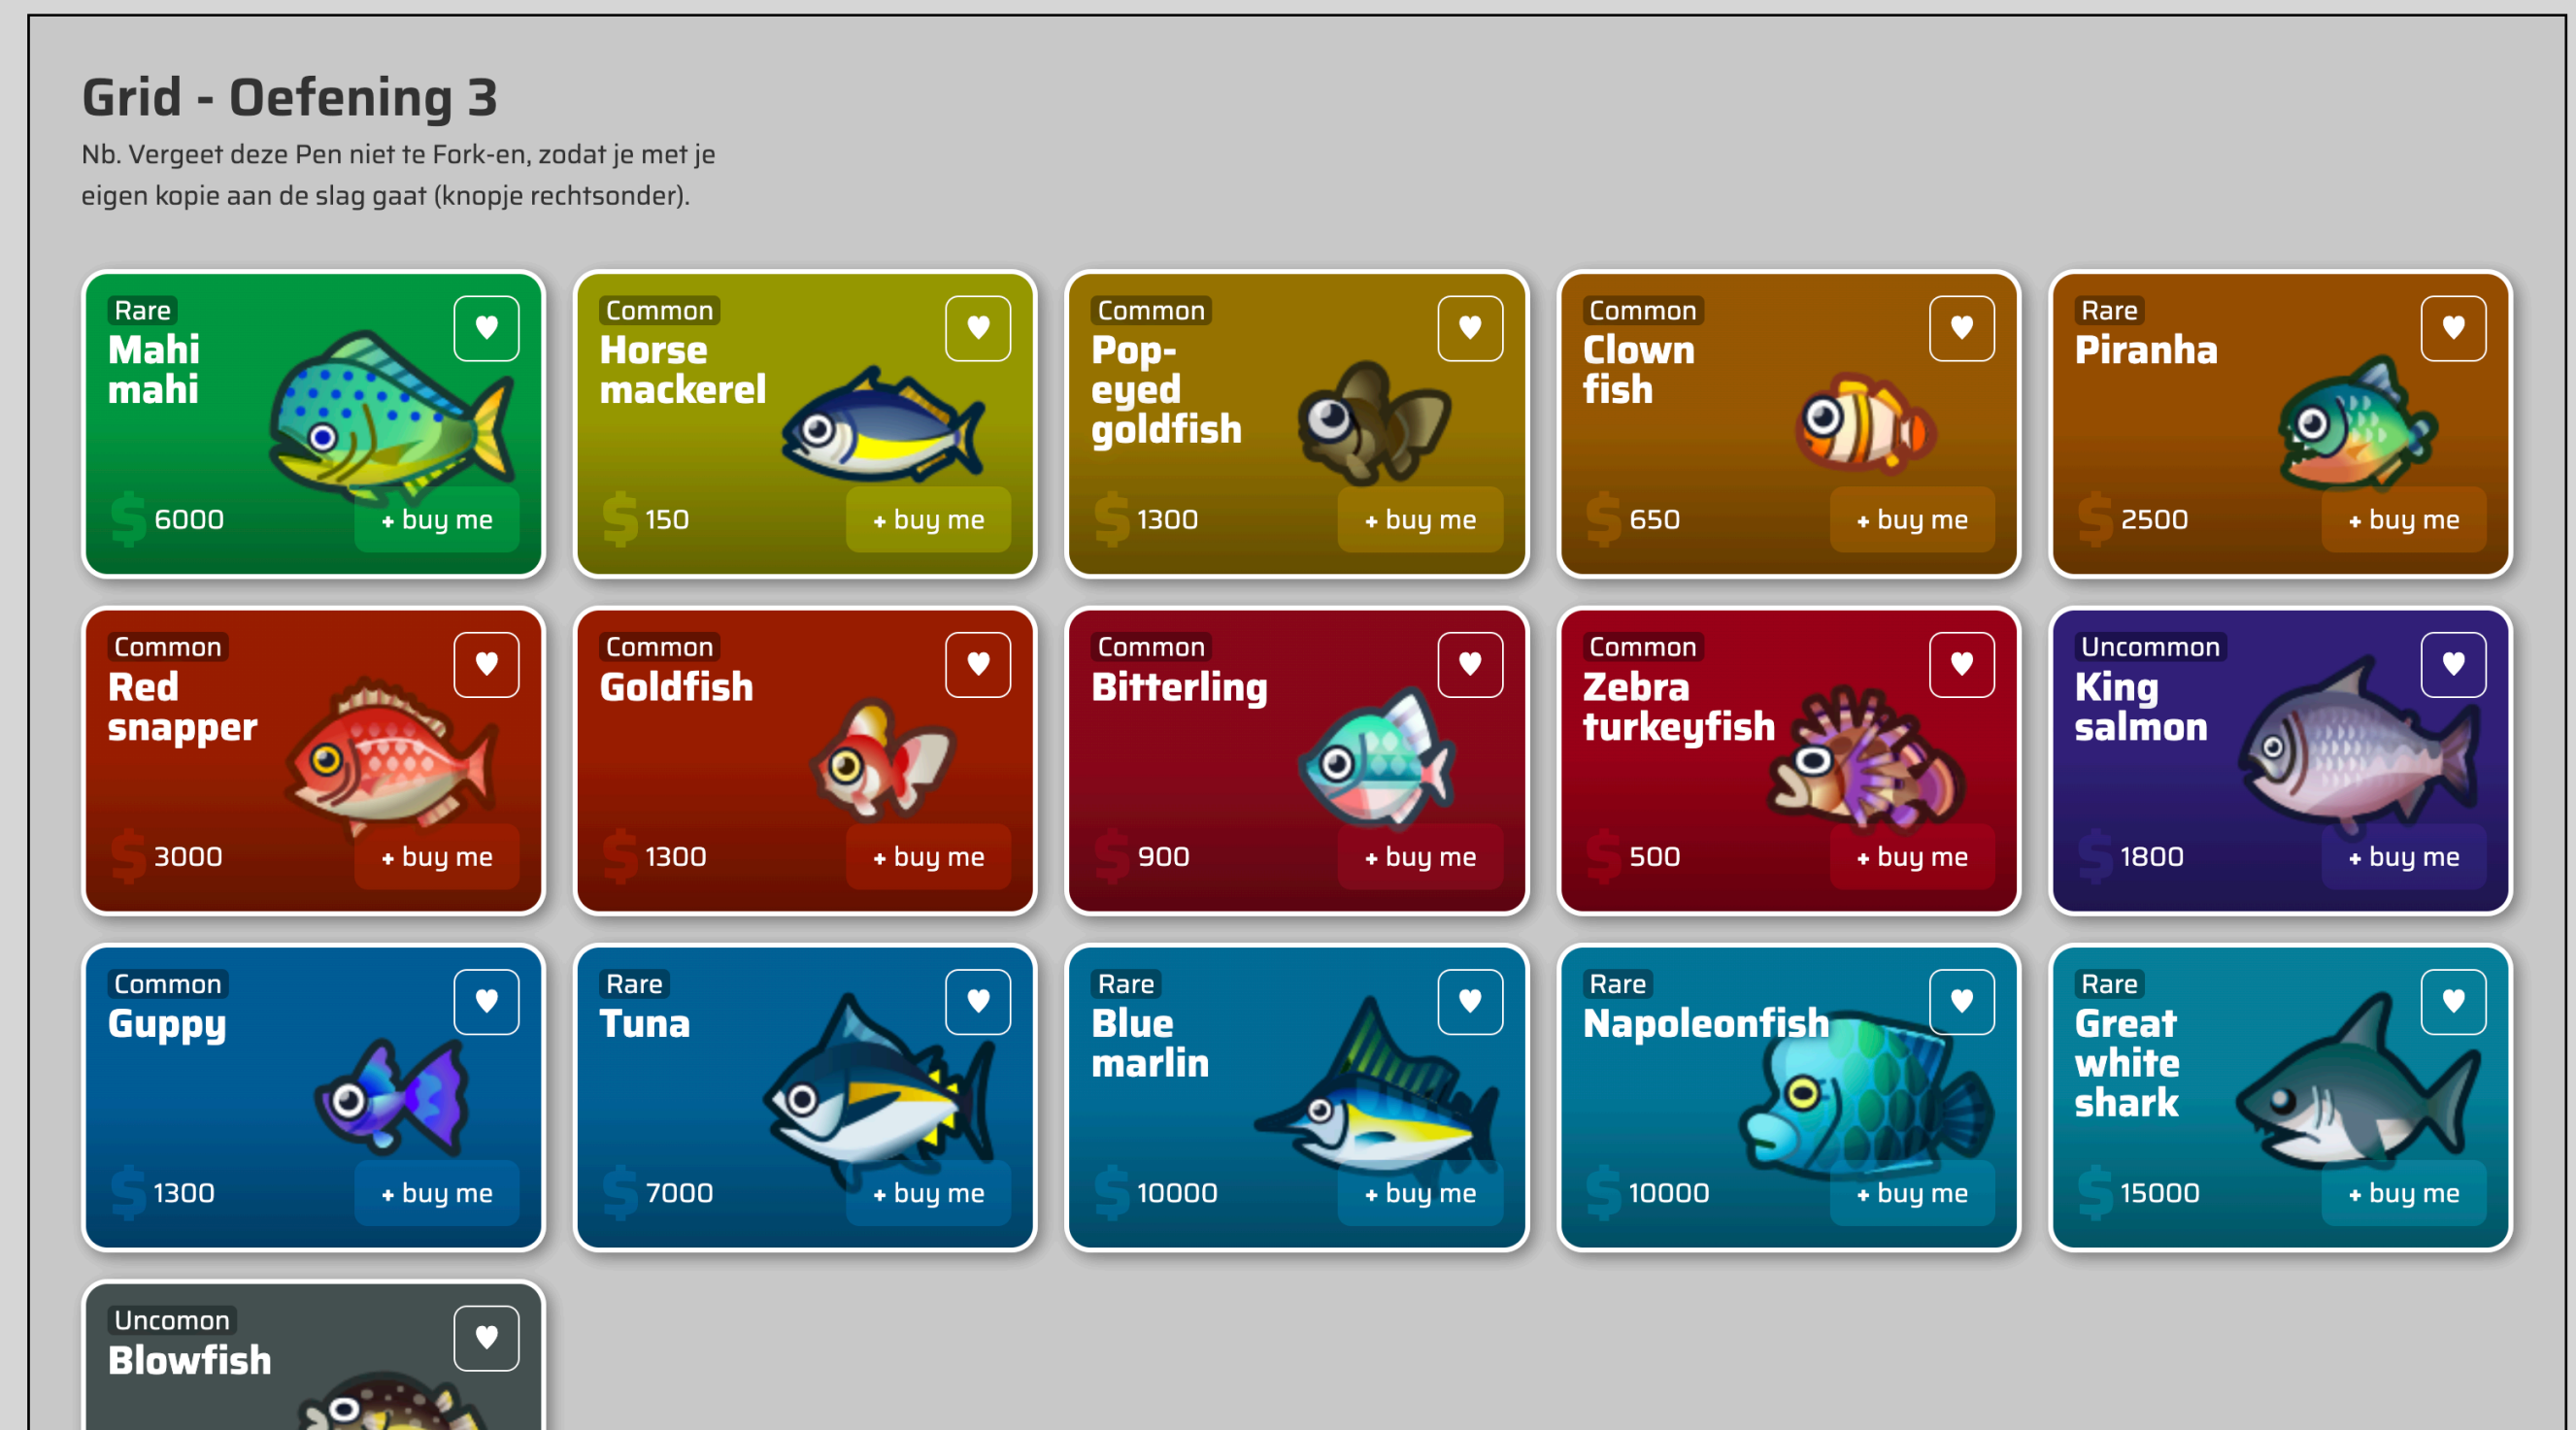 Grid - Oefening 3
Nb. Vergeet deze Pen niet te Fork-en, zodat je met je
eigen kopie aan de slag gaat (knopje rechtsonder).
Rare
Mahi
mahi
$ 6000
+ buy me
Common
Horse
mackerel
$ 150
+ buy me
Common
Pop-
eyed
goldfish
$ 1300
+ buy me
Common
Clown
fish
$ 650
+ buy me
Rare
Piranha
$ 2500
+ buy me
Common
Red
snapper
$ 3000
+ buy me
Common
Goldfish
$ 1300
+ buy me
Common
Bitterling
$ 900
+ buy me
Common
Zebra
turkeyfish
$ 500
+ buy me
Uncommon
King
salmon
$ 1800
+ buy me
Common
Guppy
$ 1300
+ buy me
Rare
Tuna
$ 7000
+ buy me
Rare
Blue
marlin
$ 10000
+ buy me
Rare
Napoleonfish
$ 10000
+ buy me
Rare
Great
white
shark
$ 15000
+ buy me
Uncomon
Blowfish